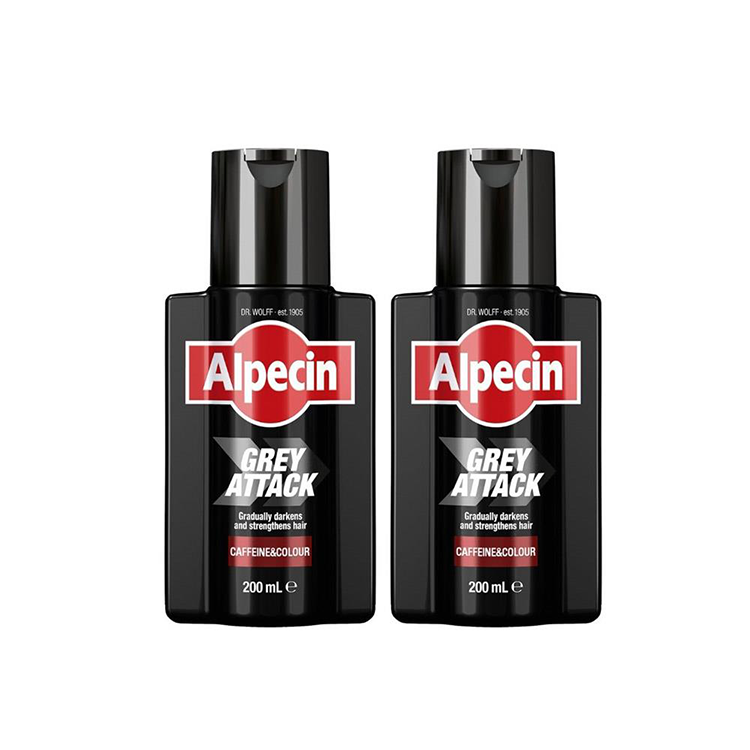 DR. WOLFF · est. 1905
Alpecin
GREY
ATTACK
Gradually darkens
and strengthens hair
CAFFEINE&COLOUR
200 mL ℮
DR. WOLFF · est. 1905
Alpecin
GREY
ATTACK
Gradually darkens
and strengthens hair
CAFFEINE&COLOUR
200 mL ℮